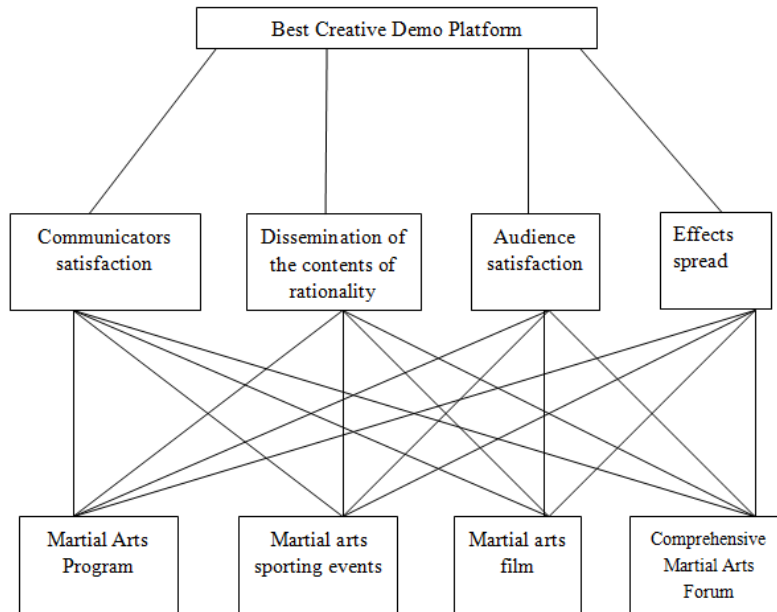 Best Creative Demo Platform
Communicators
satisfaction
Dissemination of
the contents of
rationality
Audience
satisfaction
Effects
spread
Martial Arts
Program
Martial arts
sporting events
Martial arts
film
Comprehensive
Martial Arts
Forum